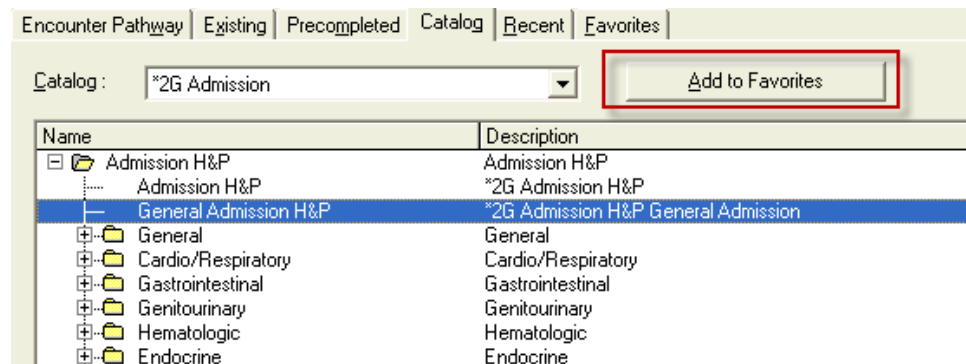 Encounter Pathway Existing Precompleted Catalog Recent Favorites
Catalog : *2G Admission Add to Favorites
Name Description
Admission H&P Admission H&P
Admission H&P *2G Admission H&P
General Admission H&P *2G Admission H&P General Admission
General General
Cardio/Respiratory Cardio/Respiratory
Gastrointestinal Gastrointestinal
Genitourinary Genitourinary
Hematologic Hematologic
Endocrine Endocrine